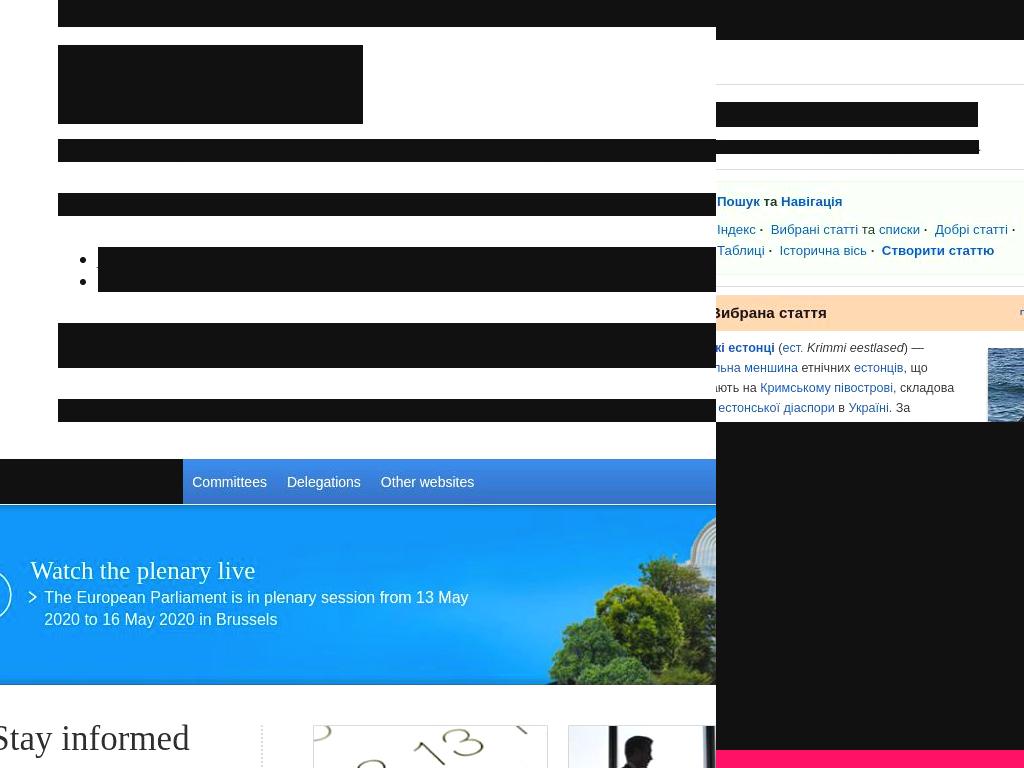 Пошук та Навігація
Індекс · Вибрані статті та списки · Добрі статті ·
Таблиці · Історична вісь · Створити статтю
Вибрана стаття
естонці (ест. Krimmi eestlased) —
меншина етнічних естонців, що
на Кримському півострові, складова
естонської діаспори в Україні. За
Committees Delegations Other websites
Watch the plenary live
The European Parliament is in plenary session from 13 May
2020 to 16 May 2020 in Brussels
Stay informed
13